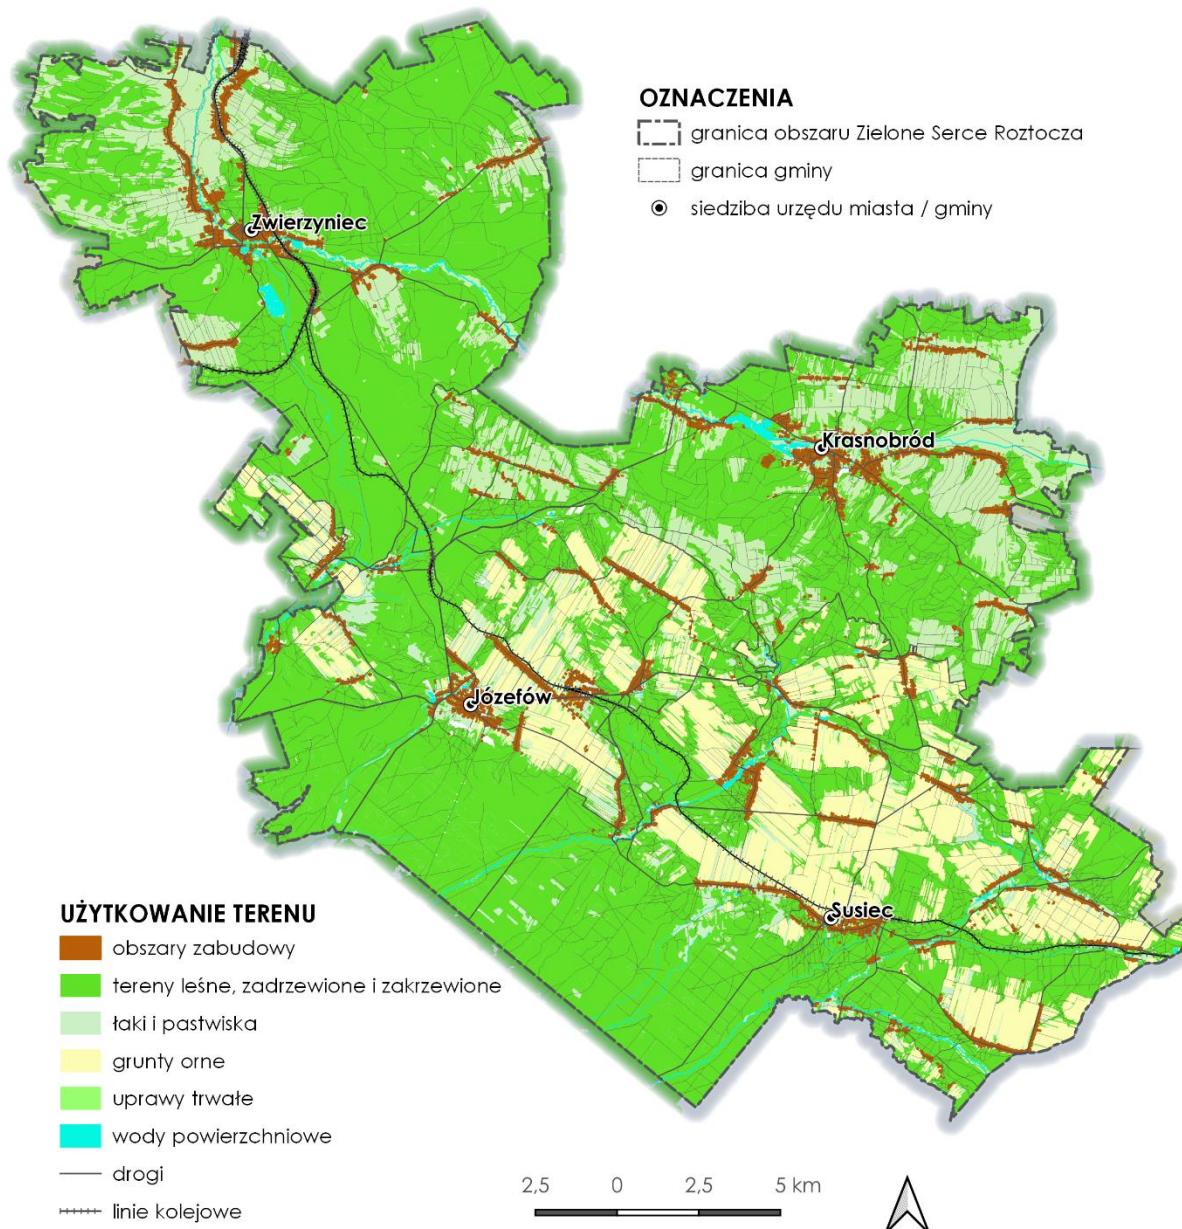 OZNACZENIA
granica obszaru Zielone Serce Roztocza
granica gminy
siedziba urzędu miasta / gminy
Zwierzyniec
Krasnobród
Józefów
Susiec
UŻYTKOWANIE TERENU
obszary zabudowy
tereny leśne, zadrzewione i zakrzewione
łaki i pastwiska
grunty orne
uprawy trwałe
wody powierzchniowe
drogi
linie kolejowe
2,5 0 2,5 5 km